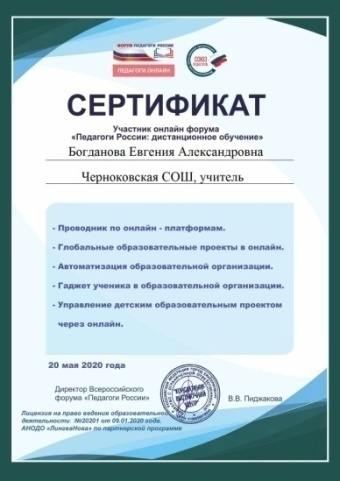 ФОРУМ ПЕДАГОГИ РОССИИ
ПЕДАГОГИ ОНЛАЙН
СОЮЗ
ПЕДАГОГОВ
СЕРТИФИКАТ
Участник онлайн форума
«Педагоги России: дистанционное обучение»
Богданова Евгения Александровна
Черноковская СОШ, учитель
- Проводник по онлайн - платформам.
- Глобальные образовательные проекты в онлайн.
- Автоматизация образовательной организации.
- Гаджет ученика в образовательной организации.
- Управление детским образовательным проектом
через онлайн.
20 мая 2020 года
Директор Всероссийского
форума «Педагоги России»
В.В. Пиджакова
Лицензия на право ведения образовательной
деятельности: №20201 от 09.01.2020 года.
АНОДО «ЛингваНова» по партнерской программе